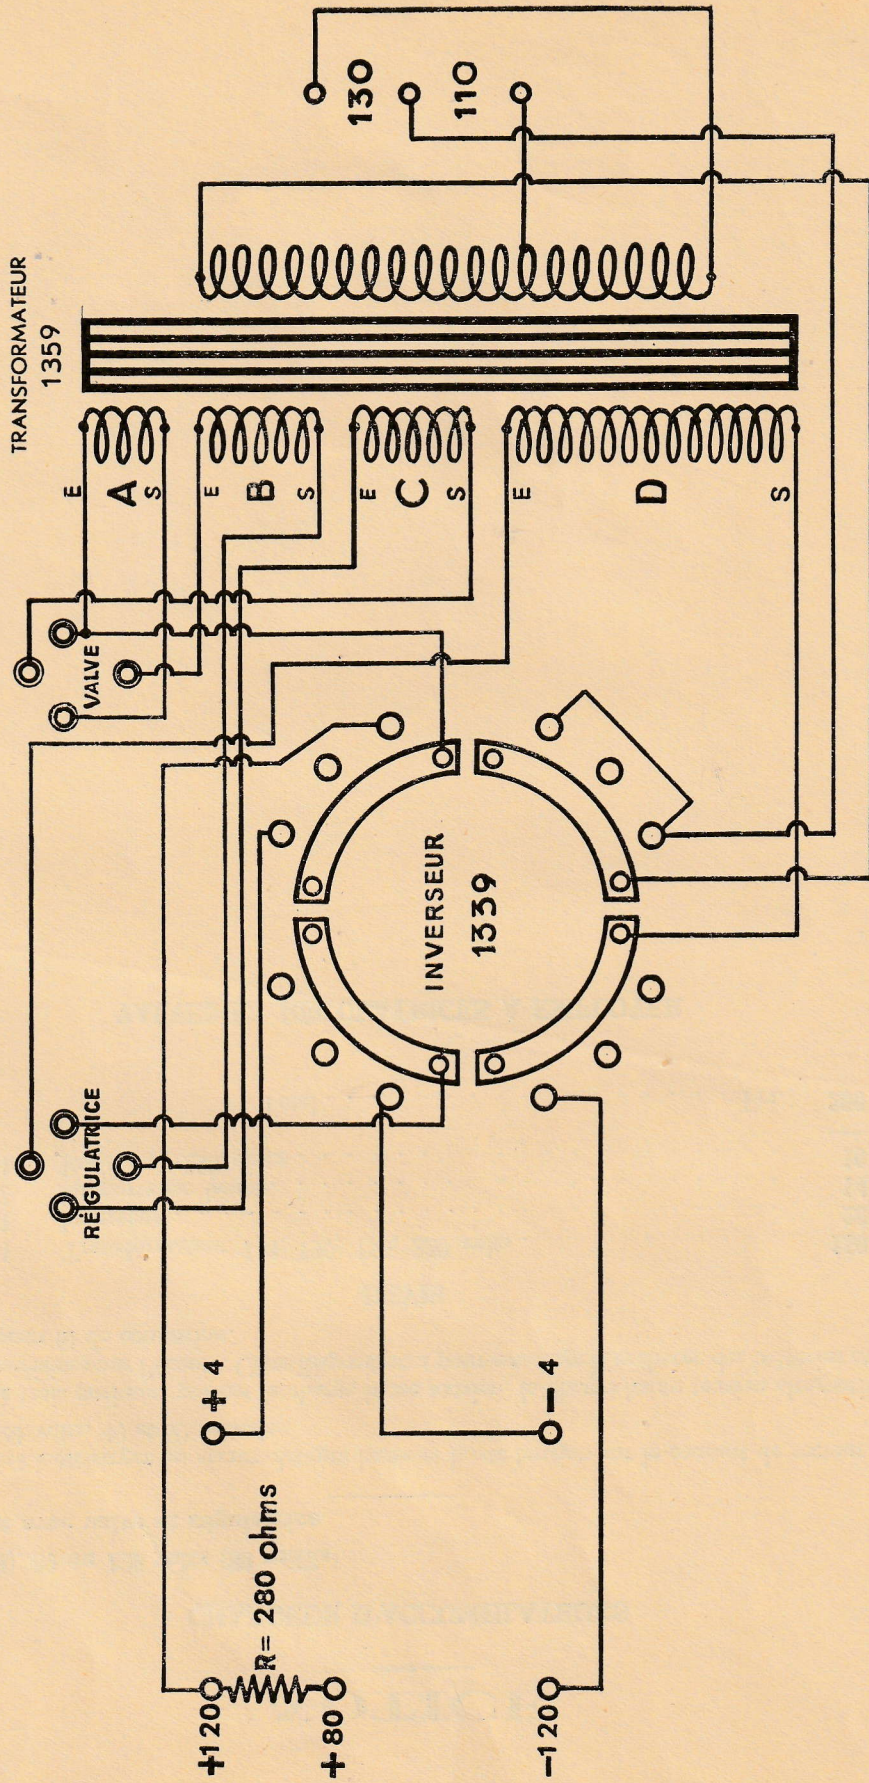 TRANSFORMATEUR
1359
130
110
E
A
S
E
B
S
E
C
S
E
D
S
VALVE
RÉGULATRICE
INVERSEUR
1339
+ 4
- 4
R= 280 ohms
+120
+80
-120